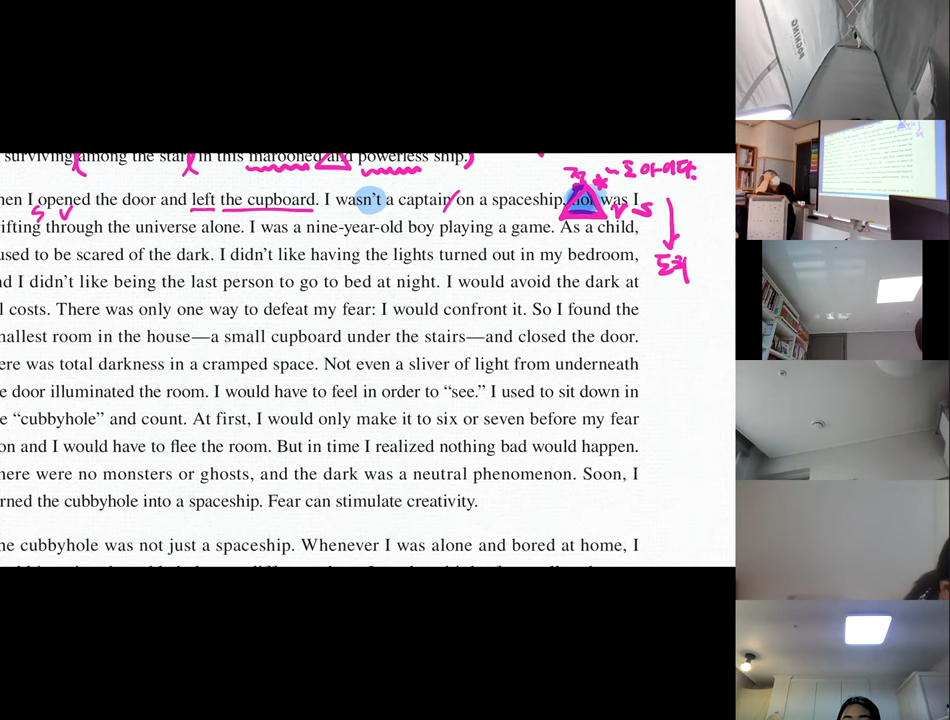 surviving among the stars in this marooned and powerless ship.
~도 아니다.
hen I opened the door and left the cupboard. I wasn't a captain on a spaceship, nor was I
S V
V S
도치
ifting through the universe alone. I was a nine-year-old boy playing a game. As a child,
used to be scared of the dark. I didn't like having the lights turned out in my bedroom,
nd I didn't like being the last person to go to bed at night. I would avoid the dark at
l costs. There was only one way to defeat my fear: I would confront it. So I found the
mallest room in the house—a small cupboard under the stairs—and closed the door.
ere was total darkness in a cramped space. Not even a sliver of light from underneath
e door illuminated the room. I would have to feel in order to “see.” I used to sit down in
e “cubbyhole” and count. At first, I would only make it to six or seven before my fear
on and I would have to flee the room. But in time I realized nothing bad would happen.
here were no monsters or ghosts, and the dark was a neutral phenomenon. Soon, I
rned the cubbyhole into a spaceship. Fear can stimulate creativity.
he cubbyhole was not just a spaceship. Whenever I was alone and bored at home, I